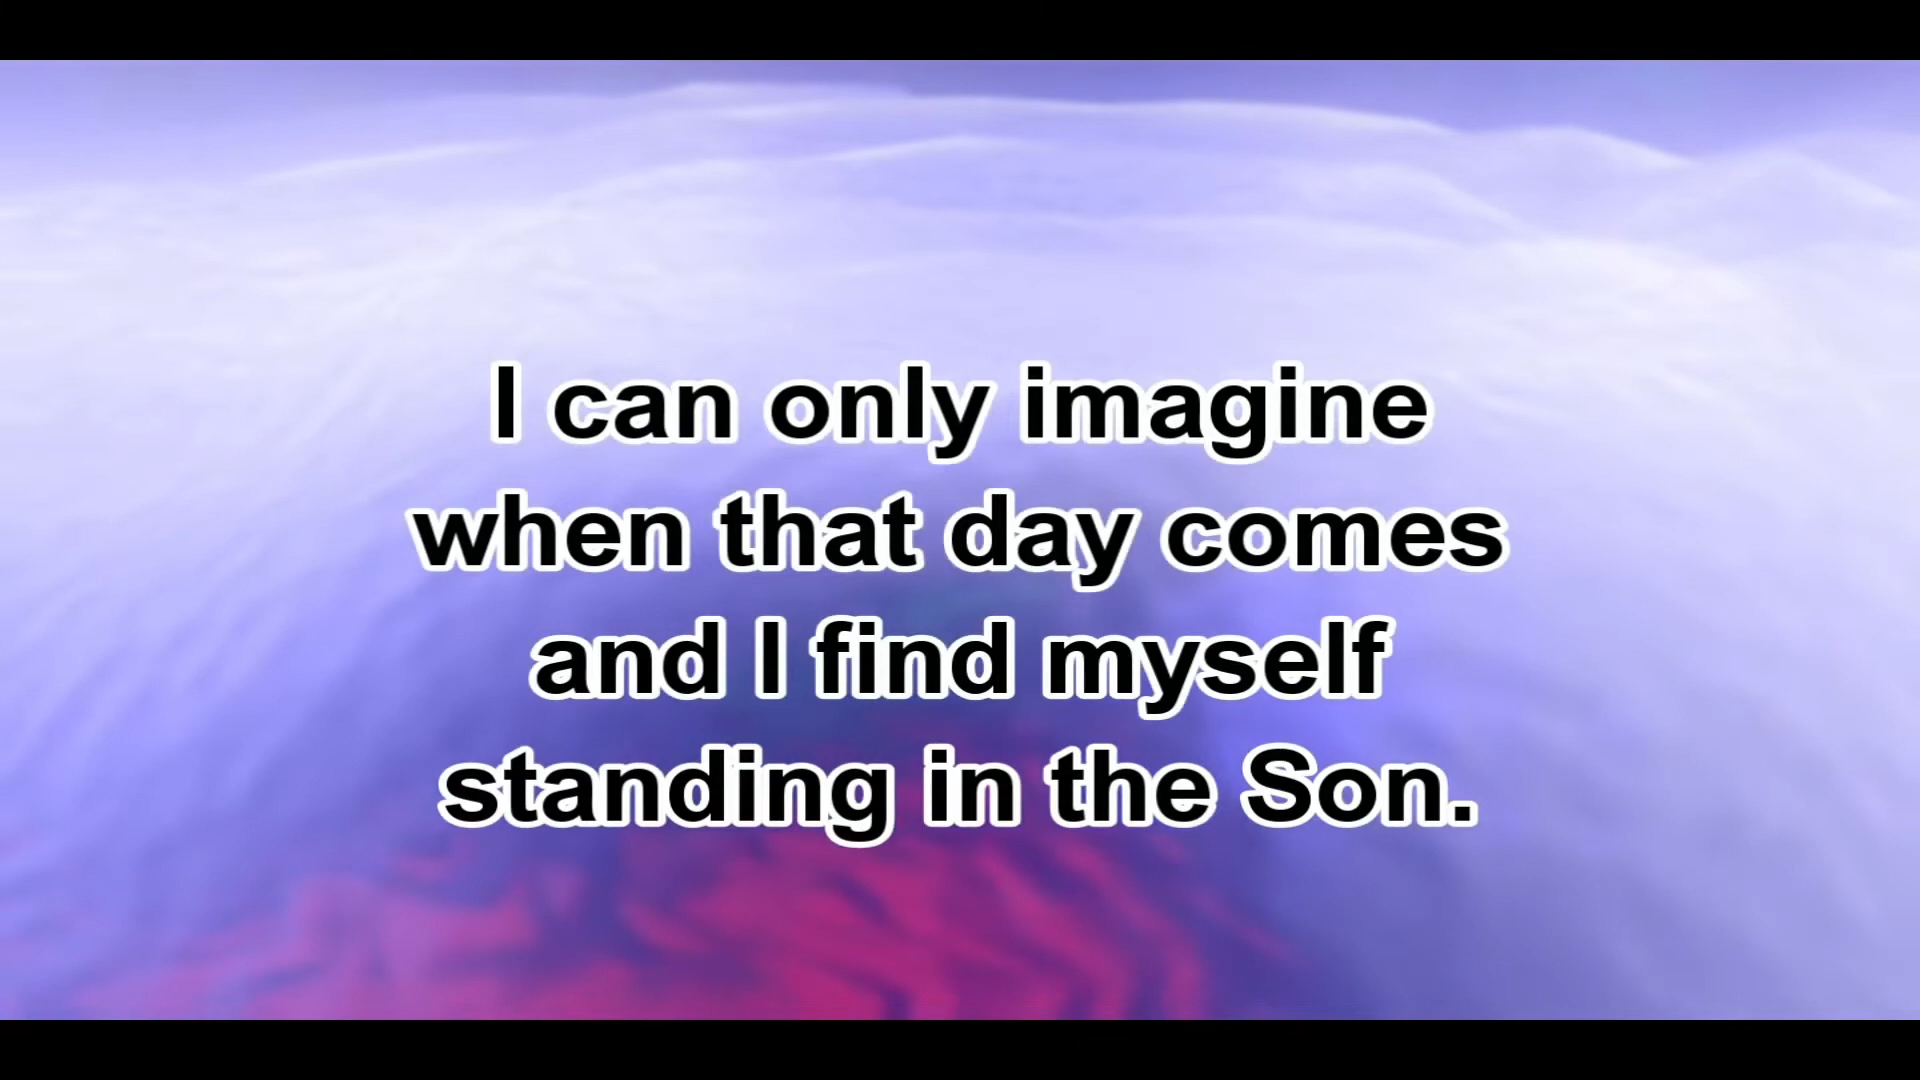 I can only imagine
when that day comes
and I find myself
standing in the Son.